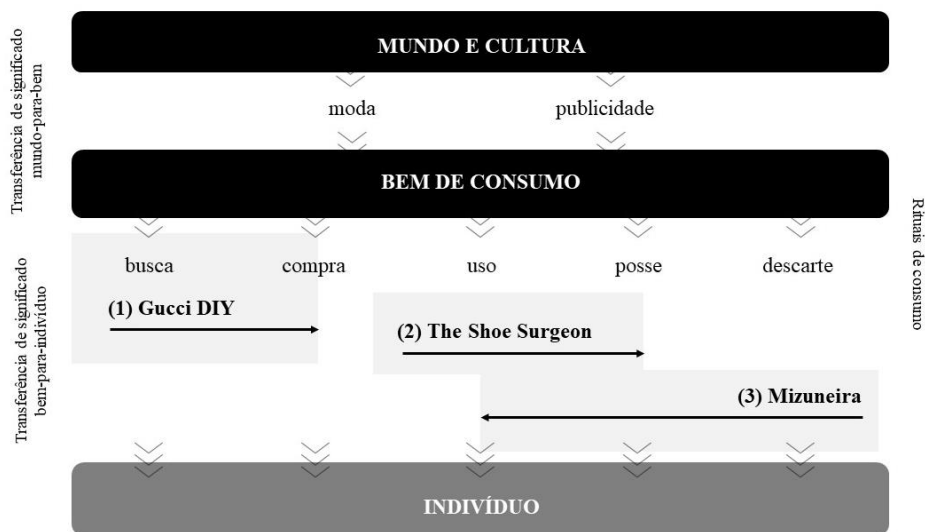 MUNDO E CULTURA
Transferência de significado
mundo-para-bem
moda
publicidade
BEM DE CONSUMO
Transferência de significado
bem-para-indivíduo
Rituais de consumo
busca
compra
uso
posse
descarte
(1) Gucci DIY
(2) The Shoe Surgeon
(3) Mizuneira
INDIVÍDUO